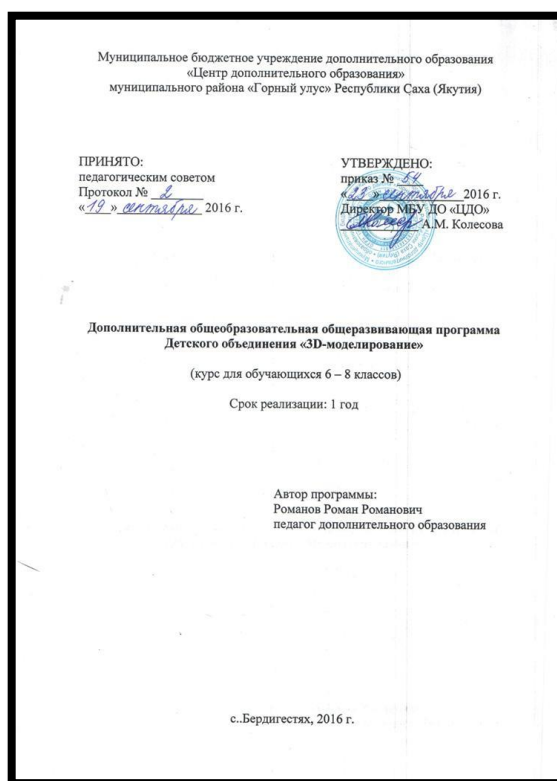 Муниципальное бюджетное учреждение дополнительного образования
«Центр дополнительного образования»
муниципального района «Горный улус» Республики Саха (Якутия)
ПРИНЯТО:
педагогическим советом
Протокол № 2
«19» сентября 2016 г.
УТВЕРЖДЕНО:
приказ № 54
«23» сентября 2016 г.
Директор МБУ ДО «ЦДО»
А.М. Колесова
Дополнительная общеобразовательная общеразвивающая программа
Детского объединения «3D-моделирование»
(курс для обучающихся 6 – 8 классов)
Срок реализации: 1 год
Автор программы:
Романов Роман Романович
педагог дополнительного образования
с..Бердигестях, 2016 г.